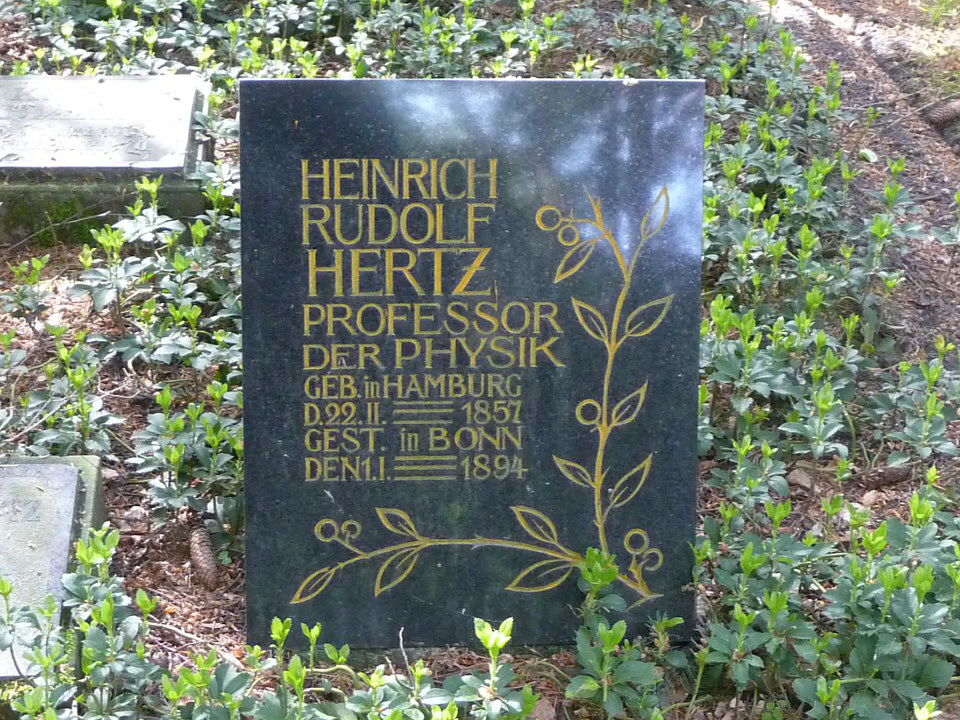 HEINRICH
RUDOLF
HERTZ
PROFESSOR
DER PHYSIK
GEB. in HAMBURG
D. 22. II. 1857
GEST. in BONN
DEN 1. I. 1894